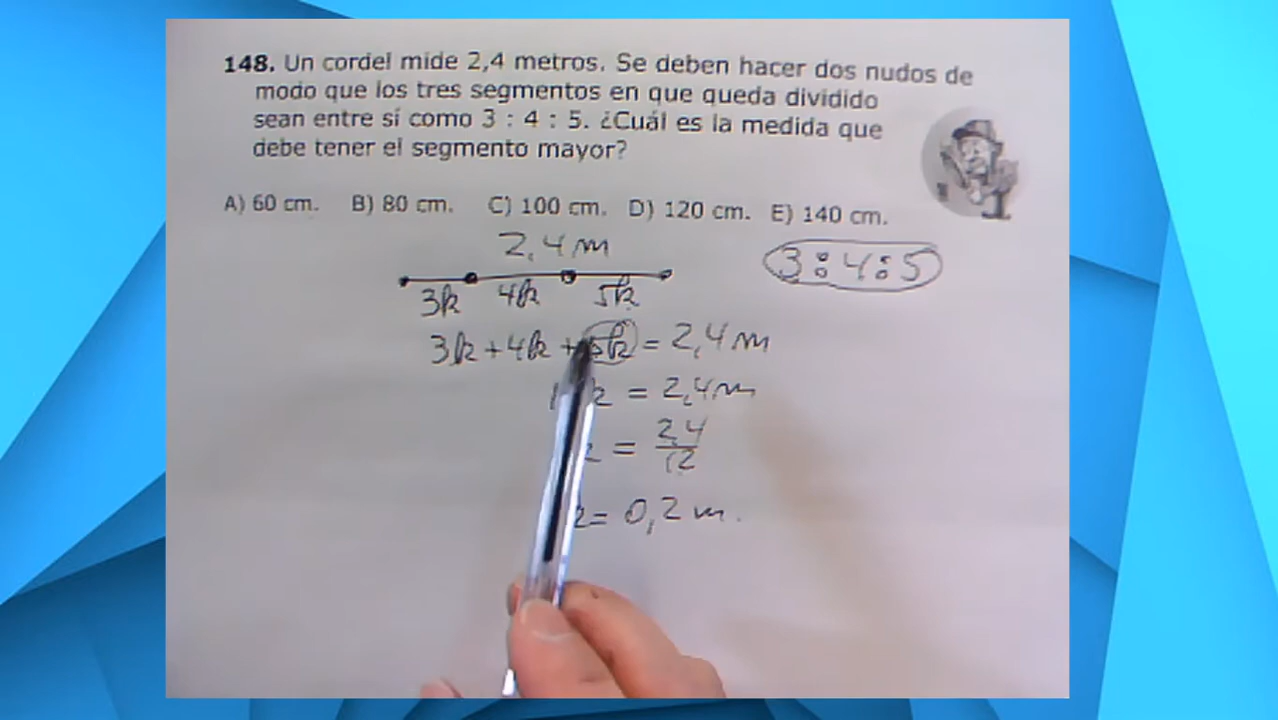 148. Un cordel mide 2,4 metros. Se deben hacer dos nudos de
modo que los tres segmentos en que queda dividido
sean entre sí como 3 : 4 : 5. ¿Cuál es la medida que
debe tener el segmento mayor?
A) 60 cm. B) 80 cm. C) 100 cm. D) 120 cm. E) 140 cm.
2,4 m
3:4:5
3k 4k 5k
3k + 4k + 5k = 2,4 m
= 2,4 m
= 2,4
12
= 0,2 m.